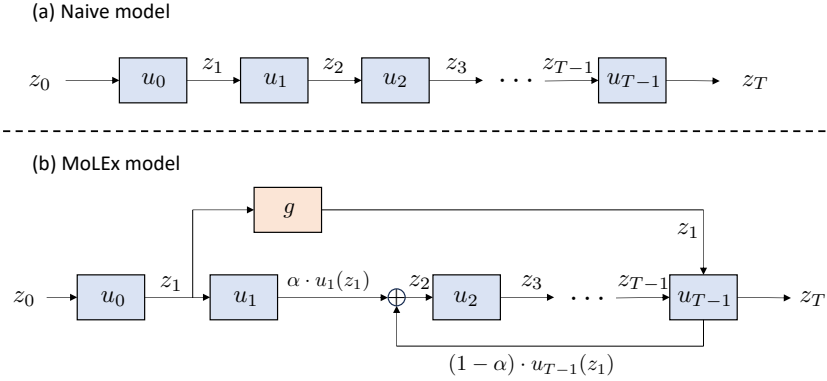 (a) Naive model
z_0 u_0 z_1 u_1 z_2 u_2 z_3 ⋯ z_{T−1} u_{T−1} z_T
(b) MoLEx model
g
z_1
z_0 u_0 z_1 u_1 α · u_1(z_1) ⊕ z_2 u_2 z_3 ⋯ z_{T−1} u_{T−1} z_T
(1 − α) · u_{T−1}(z_1)